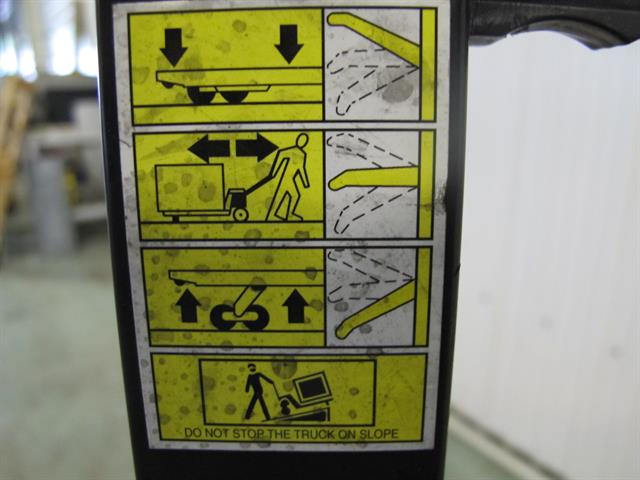 DO NOT STOP THE TRUCK ON SLOPE